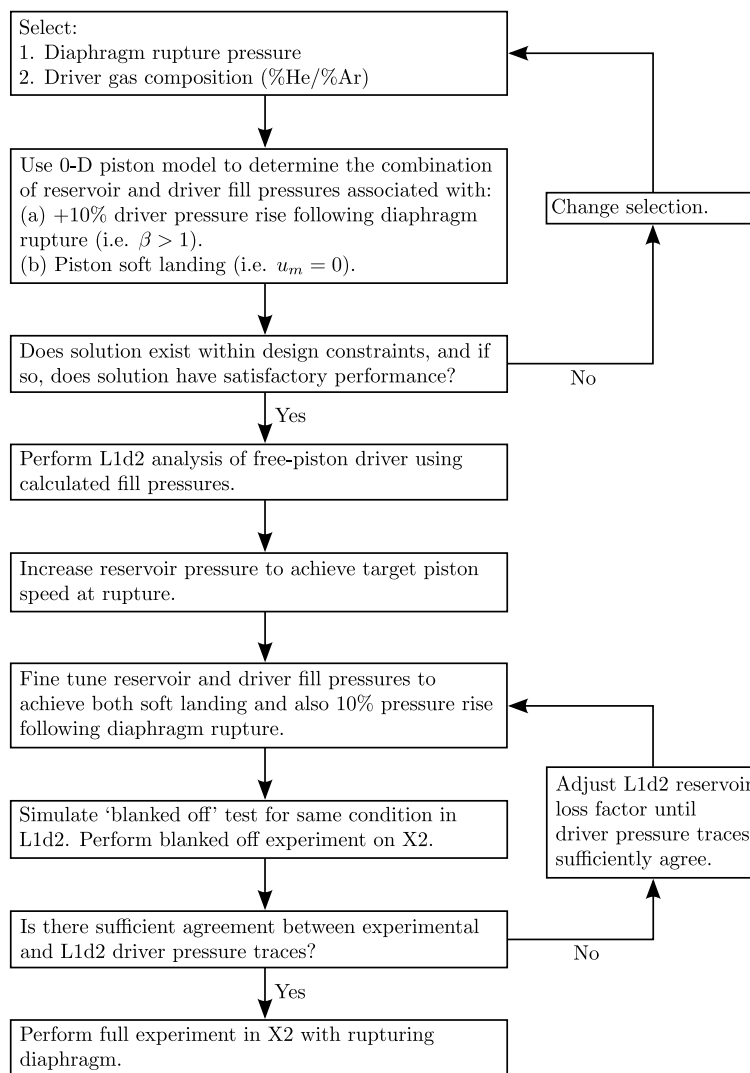 Select:
1. Diaphragm rupture pressure
2. Driver gas composition (%He/%Ar)
Use 0-D piston model to determine the combination
of reservoir and driver fill pressures associated with:
(a) +10% driver pressure rise following diaphragm
rupture (i.e. β > 1).
(b) Piston soft landing (i.e. uₘ = 0).
Change selection.
Does solution exist within design constraints, and if
so, does solution have satisfactory performance?
No
Yes
Perform L1d2 analysis of free-piston driver using
calculated fill pressures.
Increase reservoir pressure to achieve target piston
speed at rupture.
Fine tune reservoir and driver fill pressures to
achieve both soft landing and also 10% pressure rise
following diaphragm rupture.
Adjust L1d2 reservoir
loss factor until
driver pressure traces
sufficiently agree.
Simulate ‘blanked off’ test for same condition in
L1d2. Perform blanked off experiment on X2.
Is there sufficient agreement between experimental
and L1d2 driver pressure traces?
No
Yes
Perform full experiment in X2 with rupturing
diaphragm.